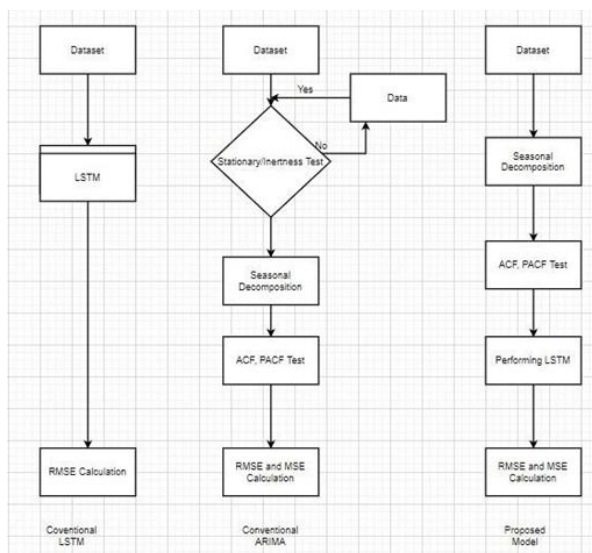 Dataset
LSTM
RMSE Calculation
Coventional
LSTM
Dataset
Yes
Data
No
Stationary/Inertness Test
Seasonal
Decomposition
ACF, PACF Test
RMSE and MSE
Calculation
Conventional
ARIMA
Dataset
Seasonal
Decomposition
ACF, PACF Test
Performing LSTM
RMSE and MSE
Calculation
Proposed
Model